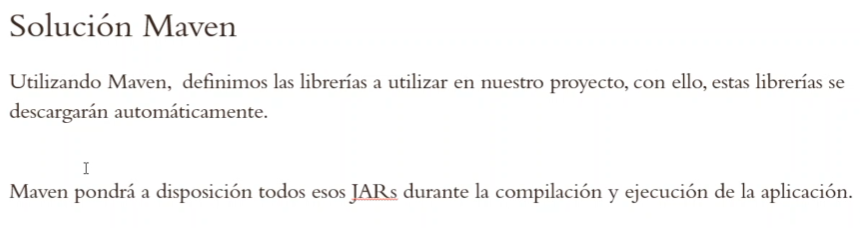 Solución Maven
Utilizando Maven,  definimos las librerías a utilizar en nuestro proyecto, con ello, estas librerías se
descargarán automáticamente.
Maven pondrá a disposición todos esos JARs durante la compilación y ejecución de la aplicación.